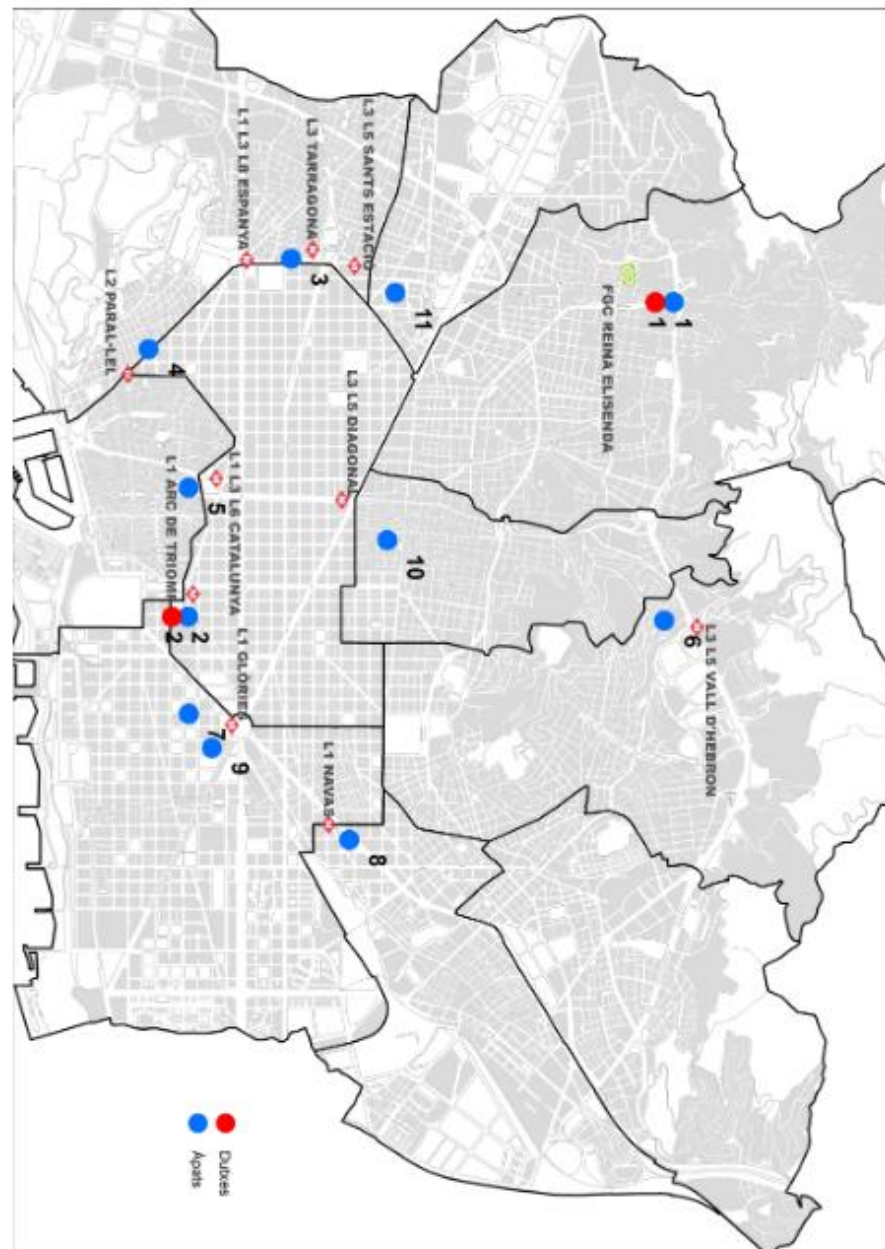 L3 L5 SANTS ESTACIÓ
L3 TARRAGONA
L1 L3 L8 ESPANYA
L2 PARAL-LEL
3
11
4
FGC REINA ELISENDA
1
1
L3 L5 DIAGONAL
L1 L3 L6 CATALUNYA
L1 ARC DE TRIOMF
5
10
2
2
L3 L5 VALL D'HEBRON
6
L1 GLÒRIES
7
9
L1 NAVAS
8
Dutxes
Àpats